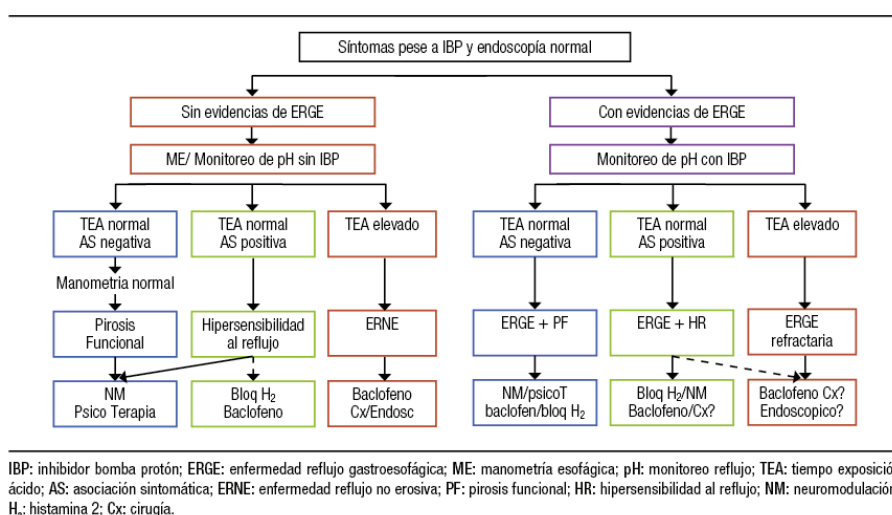 Síntomas pese a IBP y endoscopía normal
Sin evidencias de ERGE
Con evidencias de ERGE
ME/ Monitoreo de pH sin IBP
Monitoreo de pH con IBP
TEA normal
AS negativa
TEA normal
AS positiva
TEA elevado
TEA normal
AS negativa
TEA normal
AS positiva
TEA elevado
Manometria normal
Pirosis
Funcional
Hipersensibilidad
al reflujo
ERNE
ERGE + PF
ERGE + HR
ERGE
refractaria
NM
Psico Terapia
Bloq H₂
Baclofeno
Baclofeno
Cx/Endosc
NM/psicoT
baclofen/bloq H₂
Bloq H₂/NM
Baclofeno/Cx?
Baclofeno Cx?
Endoscopico?
IBP: inhibidor bomba protón; ERGE: enfermedad reflujo gastroesofágica; ME: manometría esofágica; pH: monitoreo reflujo; TEA: tiempo exposició
ácido; AS: asociación sintomática; ERNE: enfermedad reflujo no erosiva; PF: pirosis funcional; HR: hipersensibilidad al reflujo; NM: neuromodulación
H₂: histamina 2; Cx: cirugía.